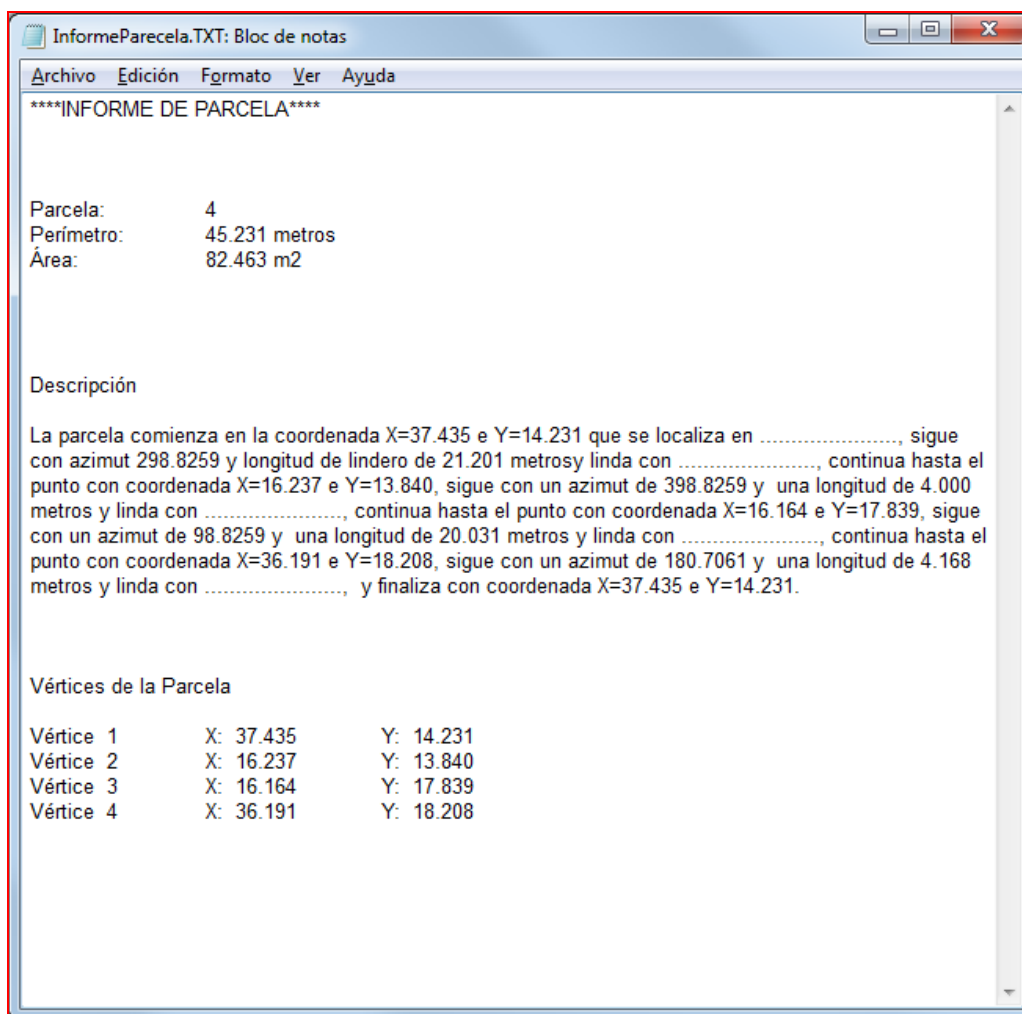 InformeParecela.TXT: Bloc de notas
Archivo Edición Formato Ver Ayuda
****INFORME DE PARCELA****
Parcela: 4
Perímetro: 45.231 metros
Área: 82.463 m2
Descripción
La parcela comienza en la coordenada X=37.435 e Y=14.231 que se localiza en ......................, sigue
con azimut 298.8259 y longitud de lindero de 21.201 metrosy linda con ......................, continua hasta el
punto con coordenada X=16.237 e Y=13.840, sigue con un azimut de 398.8259 y  una longitud de 4.000
metros y linda con ......................, continua hasta el punto con coordenada X=16.164 e Y=17.839, sigue
con un azimut de 98.8259 y  una longitud de 20.031 metros y linda con ......................, continua hasta el
punto con coordenada X=36.191 e Y=18.208, sigue con un azimut de 180.7061 y  una longitud de 4.168
metros y linda con ......................,  y finaliza con coordenada X=37.435 e Y=14.231.
Vértices de la Parcela
Vértice 1 X: 37.435 Y: 14.231
Vértice 2 X: 16.237 Y: 13.840
Vértice 3 X: 16.164 Y: 17.839
Vértice 4 X: 36.191 Y: 18.208